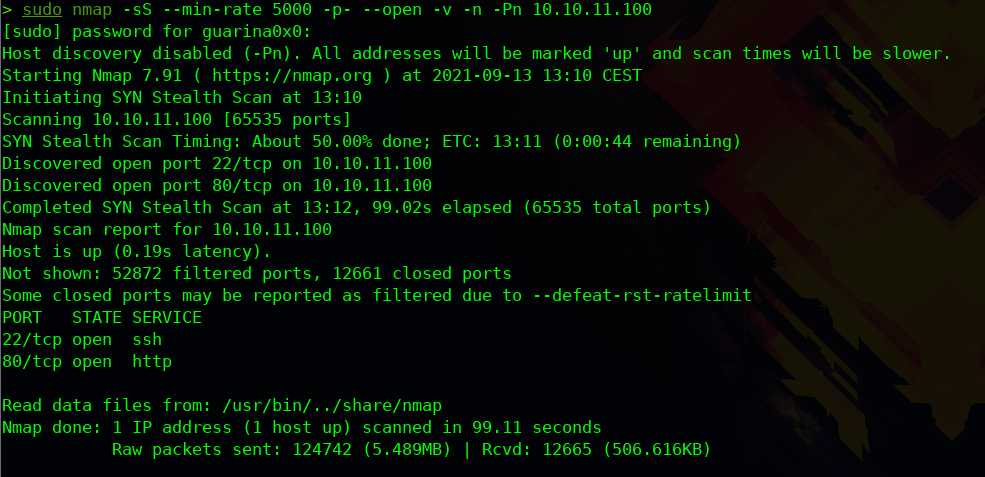 > sudo nmap -sS --min-rate 5000 -p- --open -v -n -Pn 10.10.11.100
[sudo] password for guarina0x0:
Host discovery disabled (-Pn). All addresses will be marked 'up' and scan times will be slower.
Starting Nmap 7.91 ( https://nmap.org ) at 2021-09-13 13:10 CEST
Initiating SYN Stealth Scan at 13:10
Scanning 10.10.11.100 [65535 ports]
SYN Stealth Scan Timing: About 50.00% done; ETC: 13:11 (0:00:44 remaining)
Discovered open port 22/tcp on 10.10.11.100
Discovered open port 80/tcp on 10.10.11.100
Completed SYN Stealth Scan at 13:12, 99.02s elapsed (65535 total ports)
Nmap scan report for 10.10.11.100
Host is up (0.19s latency).
Not shown: 52872 filtered ports, 12661 closed ports
Some closed ports may be reported as filtered due to --defeat-rst-ratelimit
PORT   STATE SERVICE
22/tcp open  ssh
80/tcp open  http
Read data files from: /usr/bin/../share/nmap
Nmap done: 1 IP address (1 host up) scanned in 99.11 seconds
Raw packets sent: 124742 (5.489MB) | Rcvd: 12665 (506.616KB)